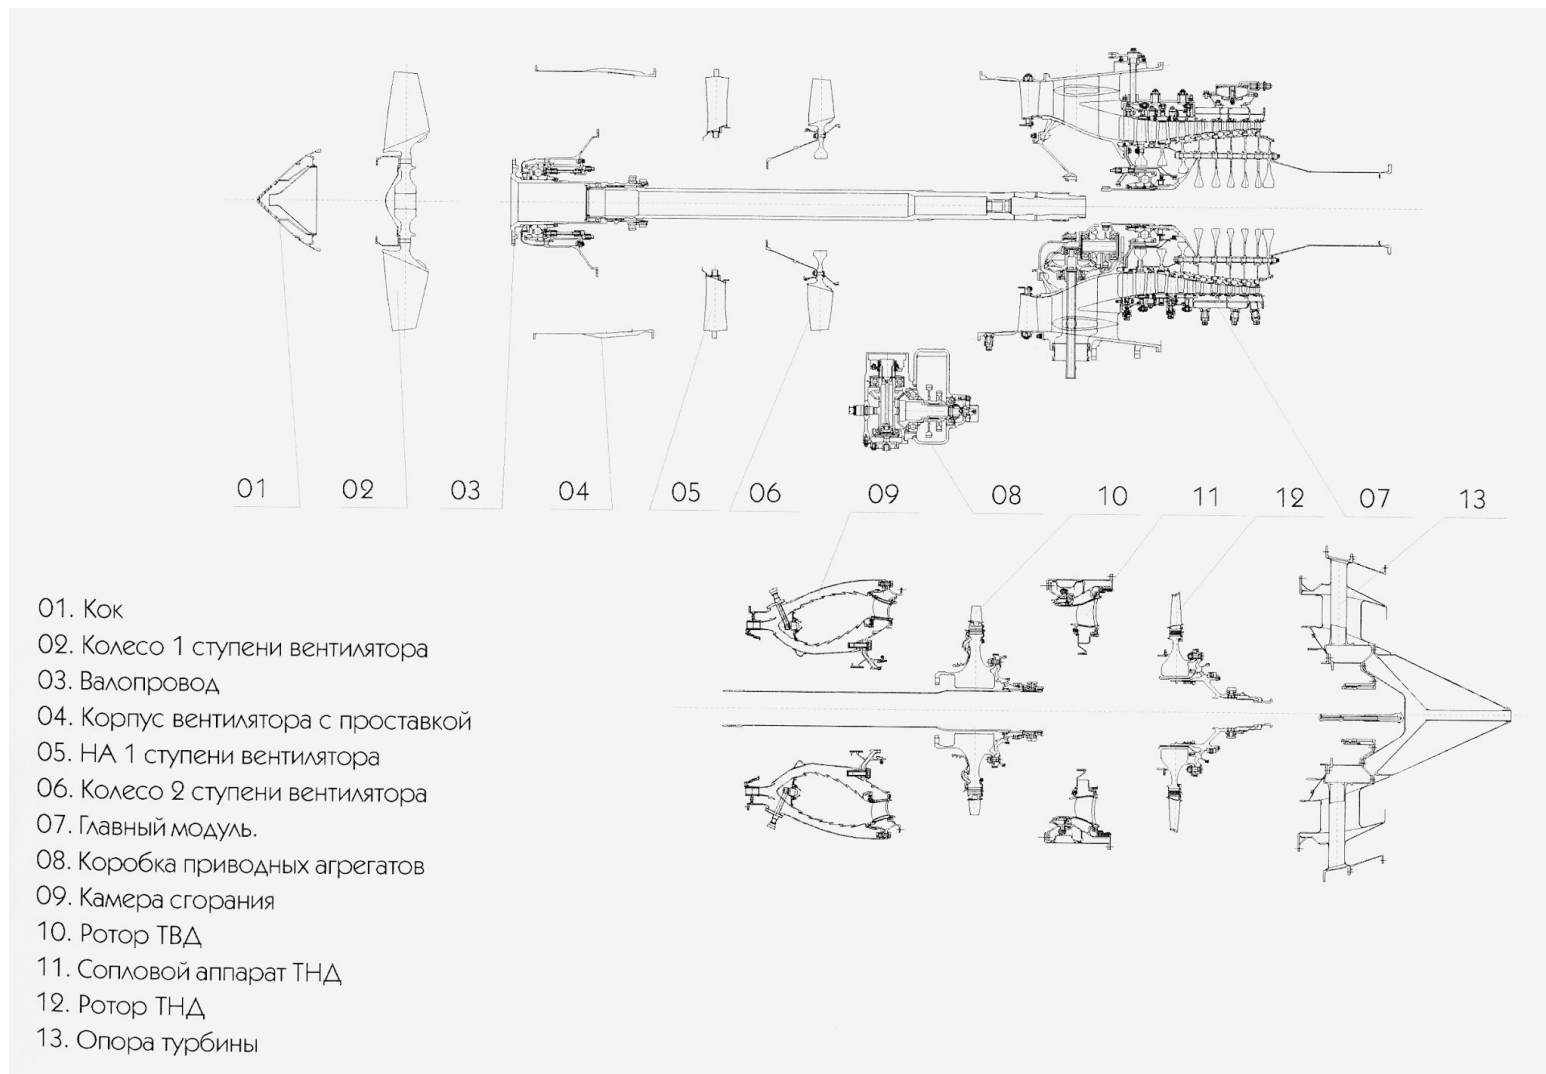 01 02 03 04 05 06 09 08 10 11 12 07 13
01. Кок
02. Колесо 1 ступени вентилятора
03. Валопровод
04. Корпус вентилятора с проставкой
05. НА 1 ступени вентилятора
06. Колесо 2 ступени вентилятора
07. Главный модуль.
08. Коробка приводных агрегатов
09. Камера сгорания
10. Ротор ТВД
11. Сопловой аппарат ТНД
12. Ротор ТНД
13. Опора турбины